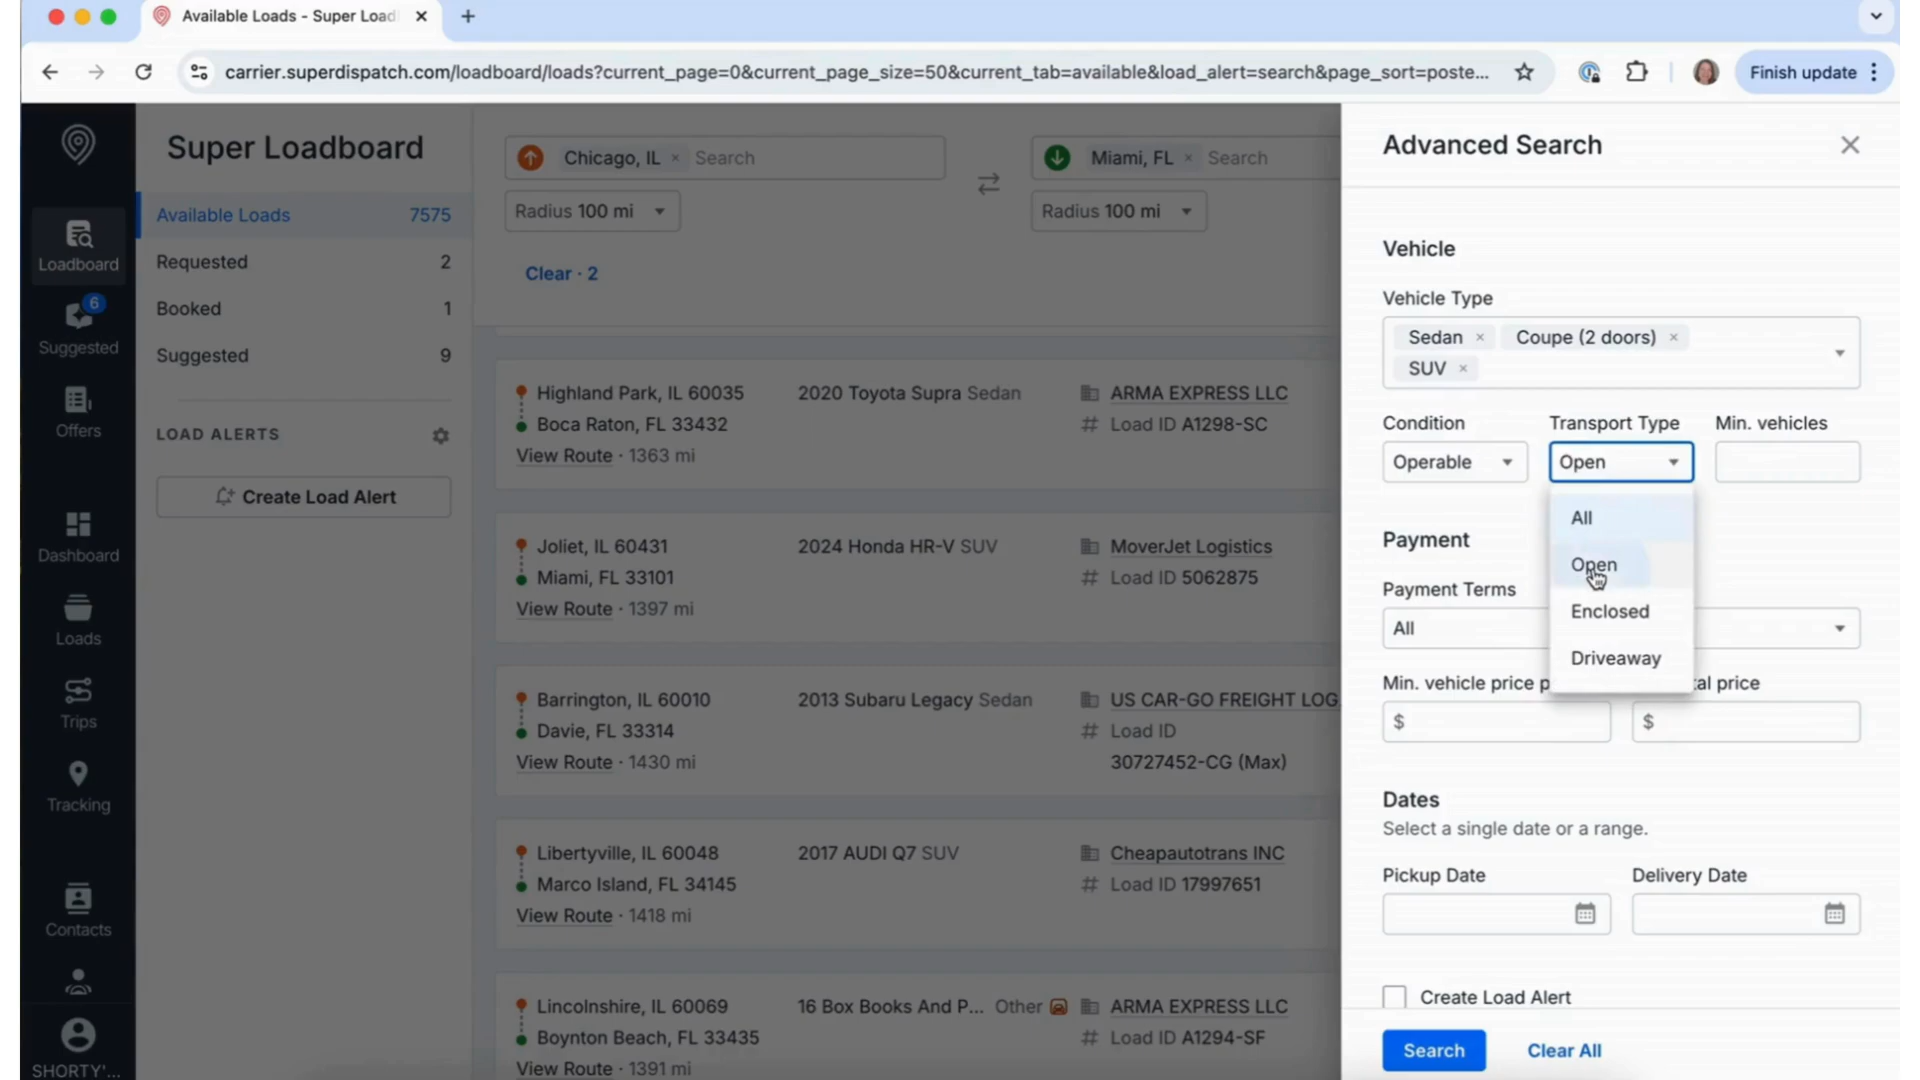 Available Loads - Super Load
carrier.superdispatch.com/loadboard/loads?current_page=0&current_page_size=50&current_tab=available&load_alert=search&page_sort=poste...
Finish update
Super Loadboard
Available Loads 7575
Requested 2
Booked 1
Suggested 9
LOAD ALERTS
Create Load Alert
Loadboard
6
Suggested
Offers
Dashboard
Loads
Trips
Tracking
Contacts
SHORTY'...
Chicago, IL × Search
Radius 100 mi
Miami, FL × Search
Radius 100 mi
Clear · 2
Highland Park, IL 60035 2020 Toyota Supra Sedan ARMA EXPRESS LLC
Boca Raton, FL 33432 # Load ID A1298-SC
View Route · 1363 mi
Joliet, IL 60431 2024 Honda HR-V SUV MoverJet Logistics
Miami, FL 33101 # Load ID 5062875
View Route · 1397 mi
Barrington, IL 60010 2013 Subaru Legacy Sedan US CAR-GO FREIGHT LOG
Davie, FL 33314 # Load ID
View Route · 1430 mi 30727452-CG (Max)
Libertyville, IL 60048 2017 AUDI Q7 SUV Cheapautotrans INC
Marco Island, FL 34145 # Load ID 17997651
View Route · 1418 mi
Lincolnshire, IL 60069 16 Box Books And P... Other ARMA EXPRESS LLC
Boynton Beach, FL 33435 # Load ID A1294-SF
View Route · 1391 mi
Advanced Search
Vehicle
Vehicle Type
Sedan × Coupe (2 doors) ×
SUV ×
Condition Transport Type Min. vehicles
Operable Open
All
Open
Enclosed
Driveaway
Payment
Payment Terms
All
Min. vehicle price p tal price
$ $
Dates
Select a single date or a range.
Pickup Date Delivery Date
Create Load Alert
Search Clear All